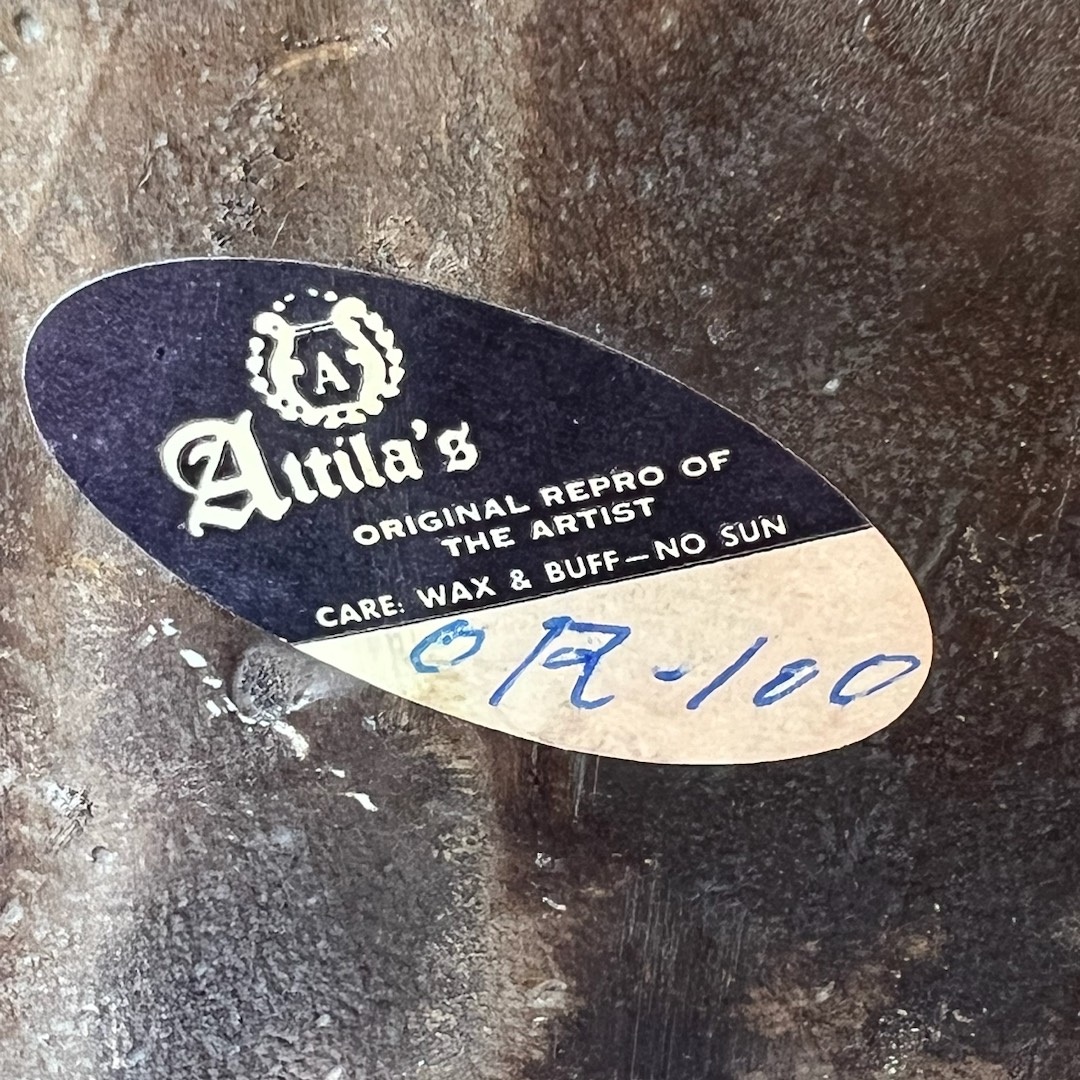 A
Attila's
ORIGINAL REPRO OF
THE ARTIST
CARE: WAX & BUFF—NO SUN
OR-100